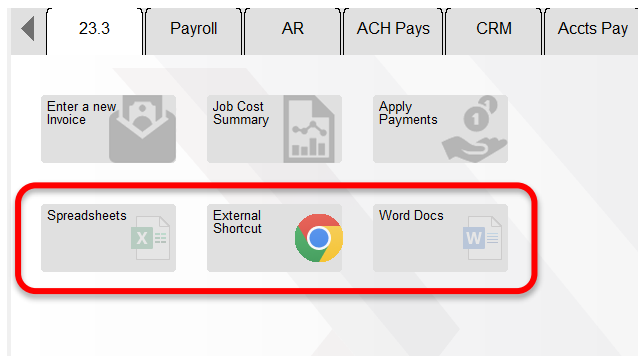 23.3 Payroll AR ACH Pays CRM Accts Pay
Enter a new Job Cost Apply
Invoice Summary Payments
Spreadsheets External Word Docs
Shortcut
X W